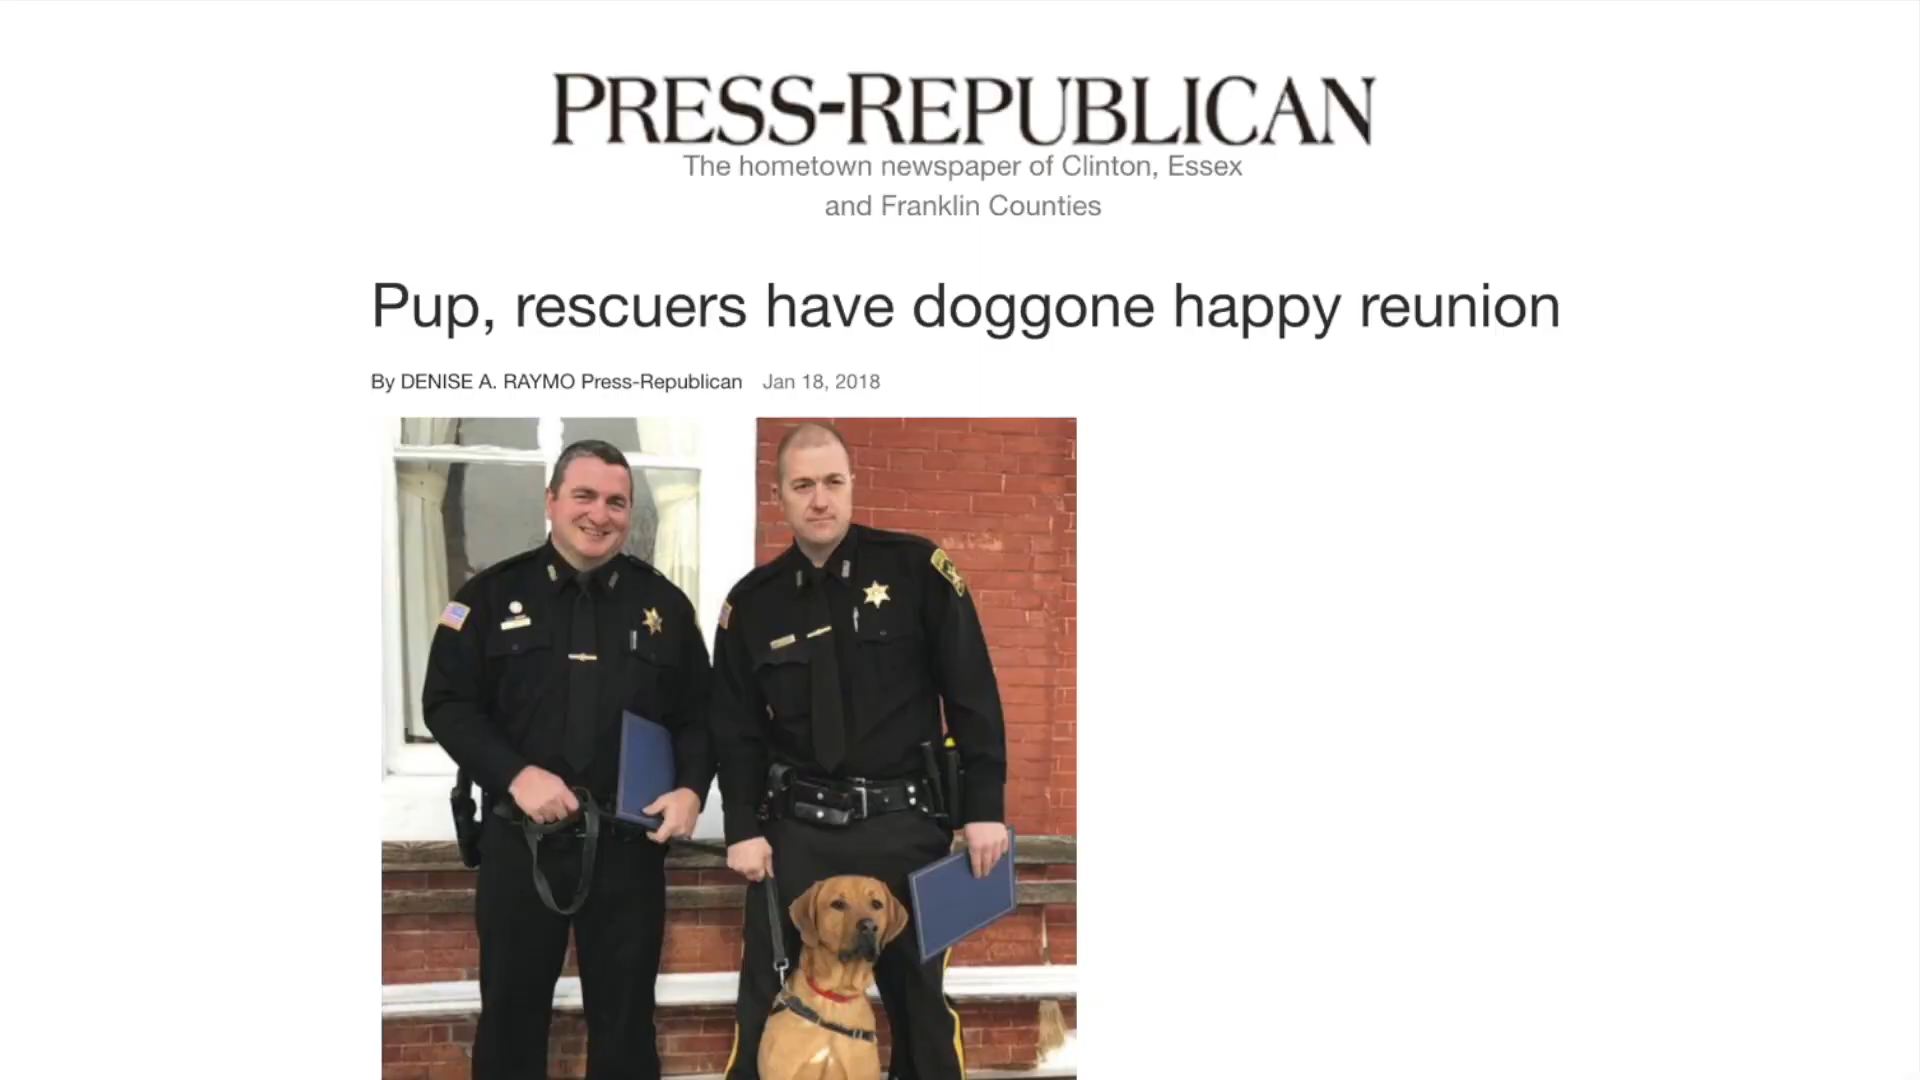 PRESS-REPUBLICAN
The hometown newspaper of Clinton, Essex
and Franklin Counties
Pup, rescuers have doggone happy reunion
By DENISE A. RAYMO Press-Republican Jan 18, 2018